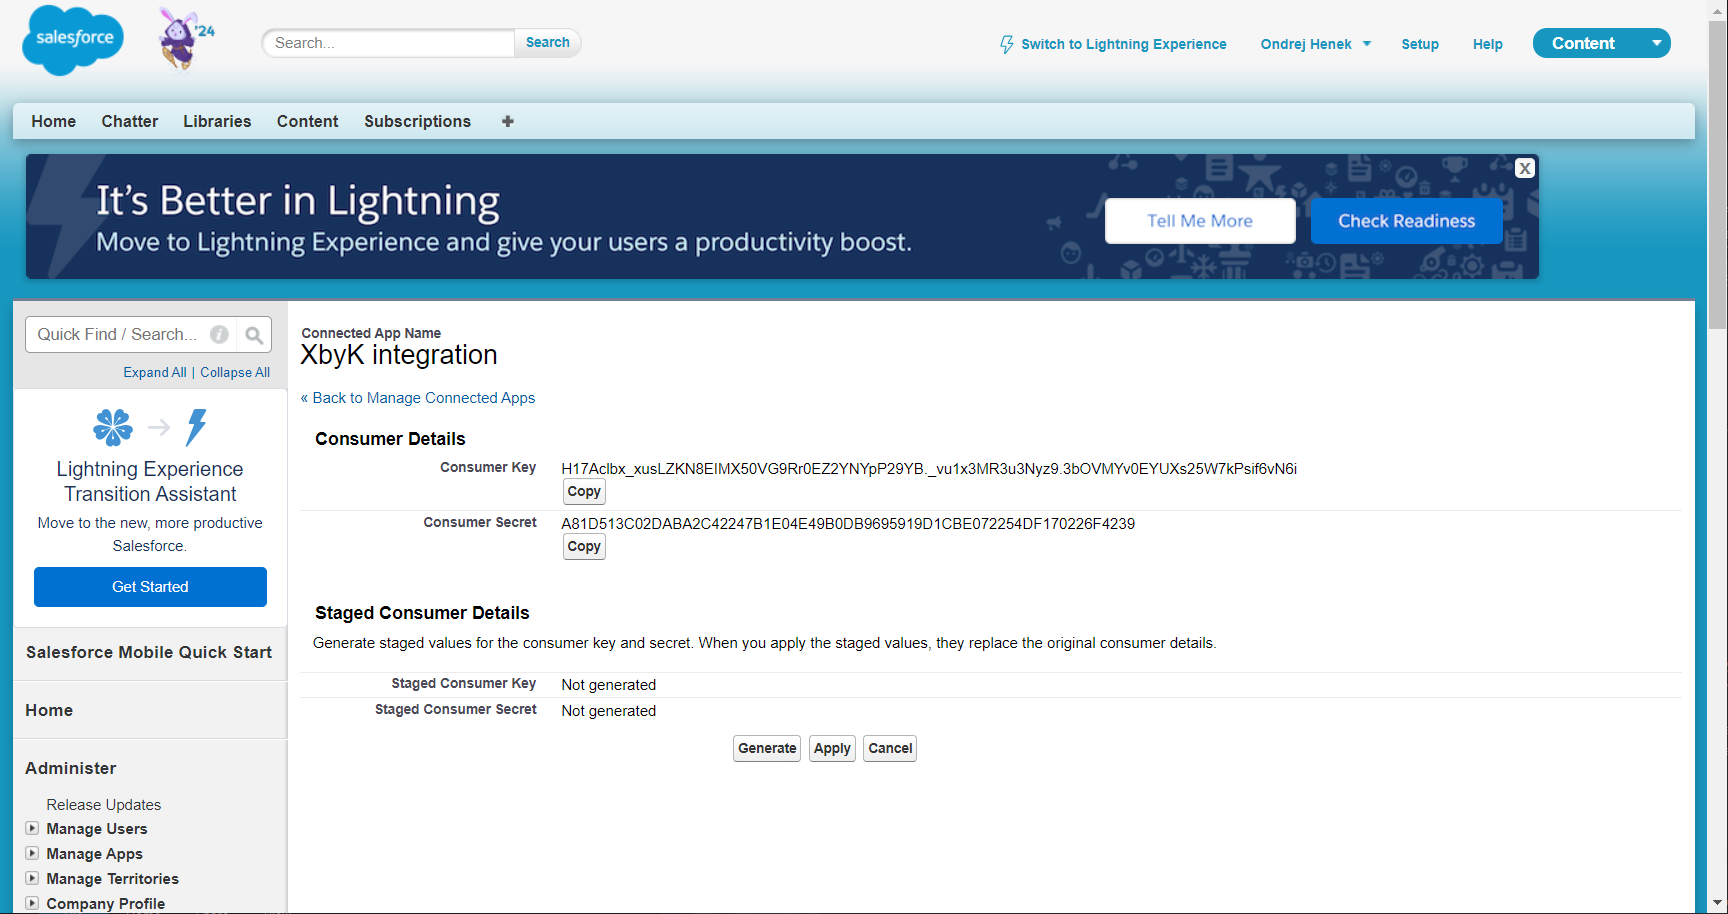 salesforce
'24
Search...
Search
Switch to Lightning Experience
Ondrej Henek
Setup
Help
Content
Home
Chatter
Libraries
Content
Subscriptions
It's Better in Lightning
Move to Lightning Experience and give your users a productivity boost.
Tell Me More
Check Readiness
X
Quick Find / Search...
Expand All | Collapse All
Lightning Experience
Transition Assistant
Move to the new, more productive
Salesforce.
Get Started
Salesforce Mobile Quick Start
Home
Administer
Release Updates
Manage Users
Manage Apps
Manage Territories
Company Profile
Connected App Name
XbyK integration
« Back to Manage Connected Apps
Consumer Details
Consumer Key
H17Aclbx_xusLZKN8EIMX50VG9Rr0EZ2YNYpP29YB._vu1x3MR3u3Nyz9.3bOVMYv0EYUXs25W7kPsif6vN6i
Copy
Consumer Secret
A81D513C02DABA2C42247B1E04E49B0DB9695919D1CBE072254DF170226F4239
Copy
Staged Consumer Details
Generate staged values for the consumer key and secret. When you apply the staged values, they replace the original consumer details.
Staged Consumer Key
Not generated
Staged Consumer Secret
Not generated
Generate
Apply
Cancel